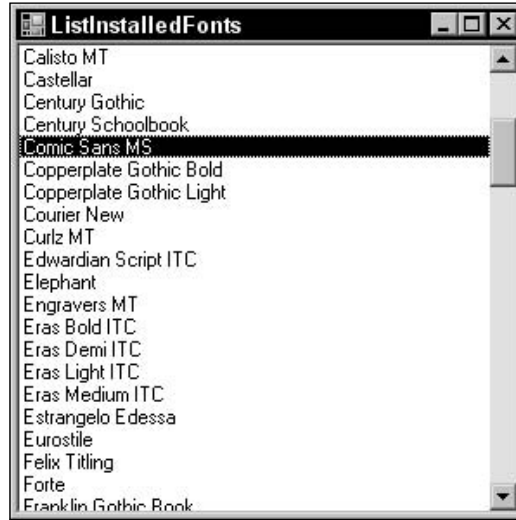 ListInstalledFonts
Calisto MT
Castellar
Century Gothic
Century Schoolbook
Comic Sans MS
Copperplate Gothic Bold
Copperplate Gothic Light
Courier New
Curlz MT
Edwardian Script ITC
Elephant
Engravers MT
Eras Bold ITC
Eras Demi ITC
Eras Light ITC
Eras Medium ITC
Estrangelo Edessa
Eurostile
Felix Titling
Forte
Franklin Gothic Book